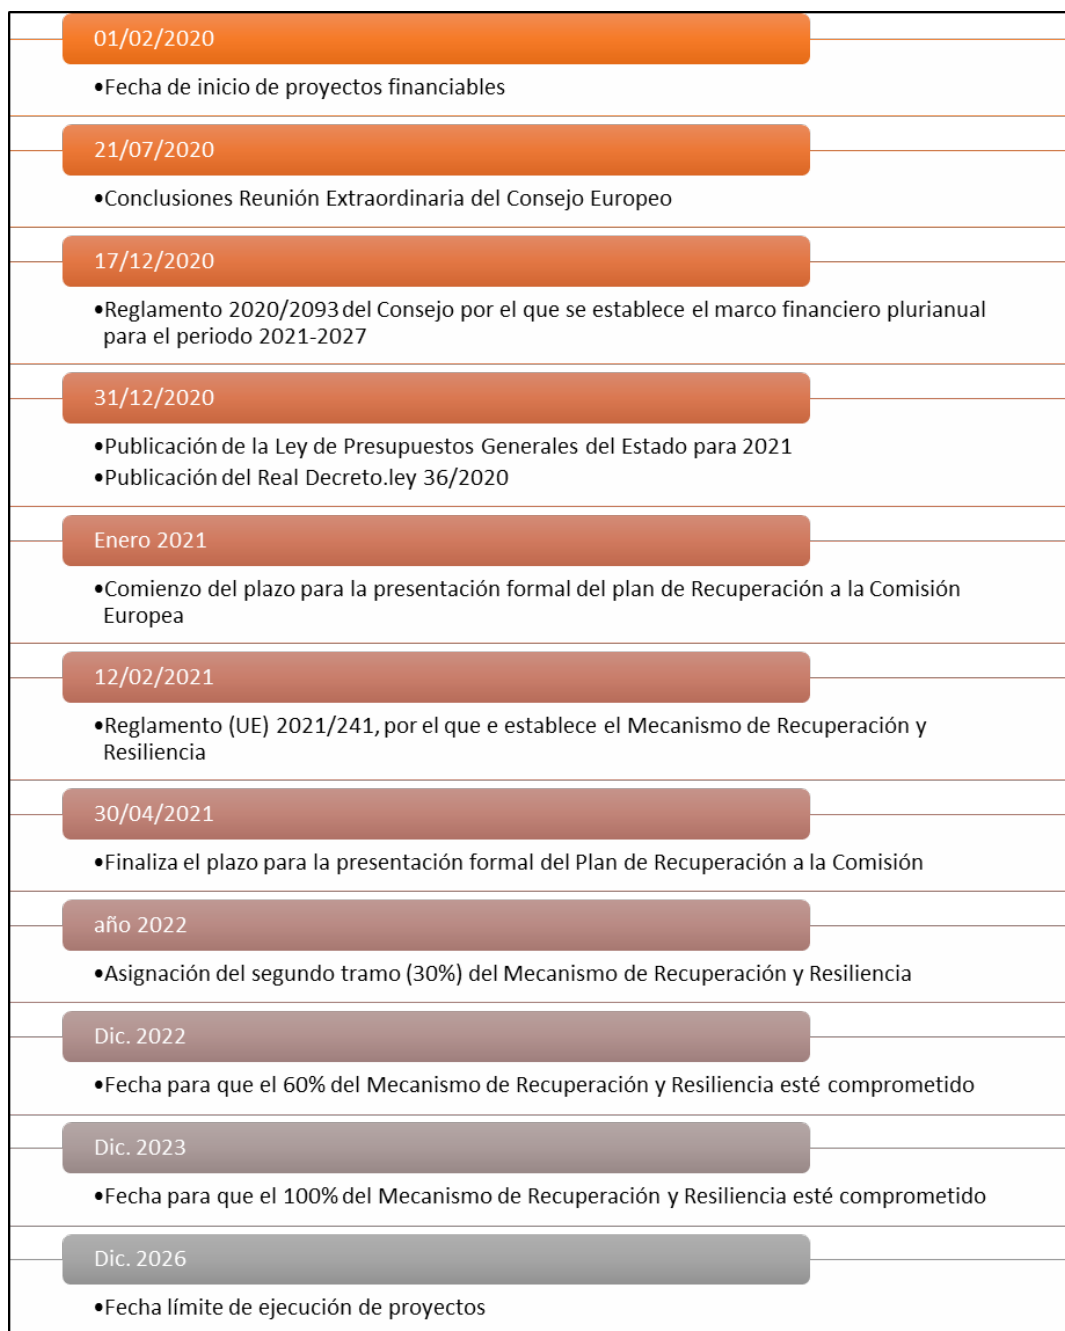 01/02/2020
•Fecha de inicio de proyectos financiables
21/07/2020
•Conclusiones Reunión Extraordinaria del Consejo Europeo
17/12/2020
•Reglamento 2020/2093 del Consejo por el que se establece el marco financiero plurianual
para el periodo 2021-2027
31/12/2020
•Publicación de la Ley de Presupuestos Generales del Estado para 2021
•Publicación del Real Decreto.ley 36/2020
Enero 2021
•Comienzo del plazo para la presentación formal del plan de Recuperación a la Comisión
Europea
12/02/2021
•Reglamento (UE) 2021/241, por el que e establece el Mecanismo de Recuperación y
Resiliencia
30/04/2021
•Finaliza el plazo para la presentación formal del Plan de Recuperación a la Comisión
año 2022
•Asignación del segundo tramo (30%) del Mecanismo de Recuperación y Resiliencia
Dic. 2022
•Fecha para que el 60% del Mecanismo de Recuperación y Resiliencia esté comprometido
Dic. 2023
•Fecha para que el 100% del Mecanismo de Recuperación y Resiliencia esté comprometido
Dic. 2026
•Fecha límite de ejecución de proyectos